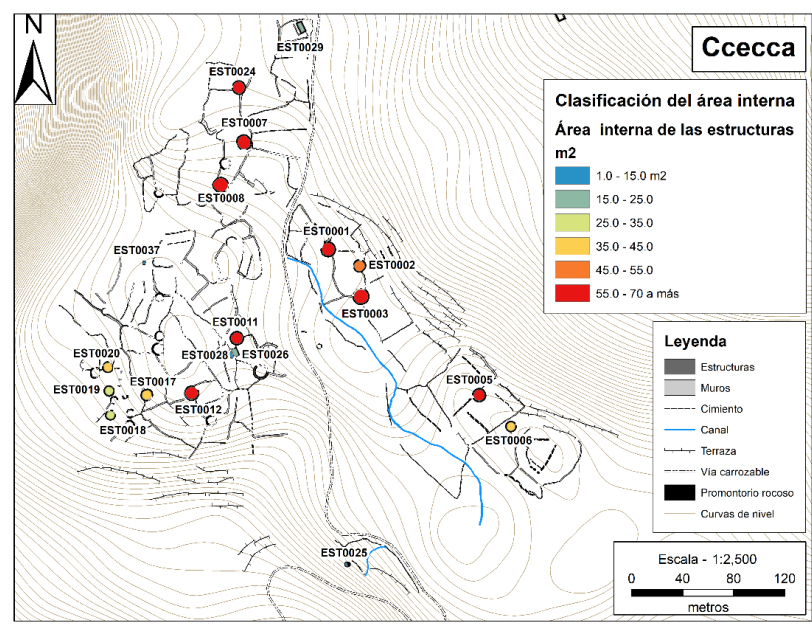 N
Ccecca
EST0029
EST0024
EST0007
EST0008
EST0001
EST0002
EST0003
EST0037
EST0011
EST0028
EST0026
EST0020
EST0019
EST0017
EST0012
EST0018
EST0005
EST0006
EST0025
Clasificación del área interna
Área interna de las estructuras
m2
1.0 - 15.0 m2
15.0 - 25.0
25.0 - 35.0
35.0 - 45.0
45.0 - 55.0
55.0 - 70 a más
Leyenda
Estructuras
Muros
Cimiento
Canal
Terraza
Vía carrozable
Promontorio rocoso
Curvas de nivel
Escala - 1:2,500
0 40 80 120
metros